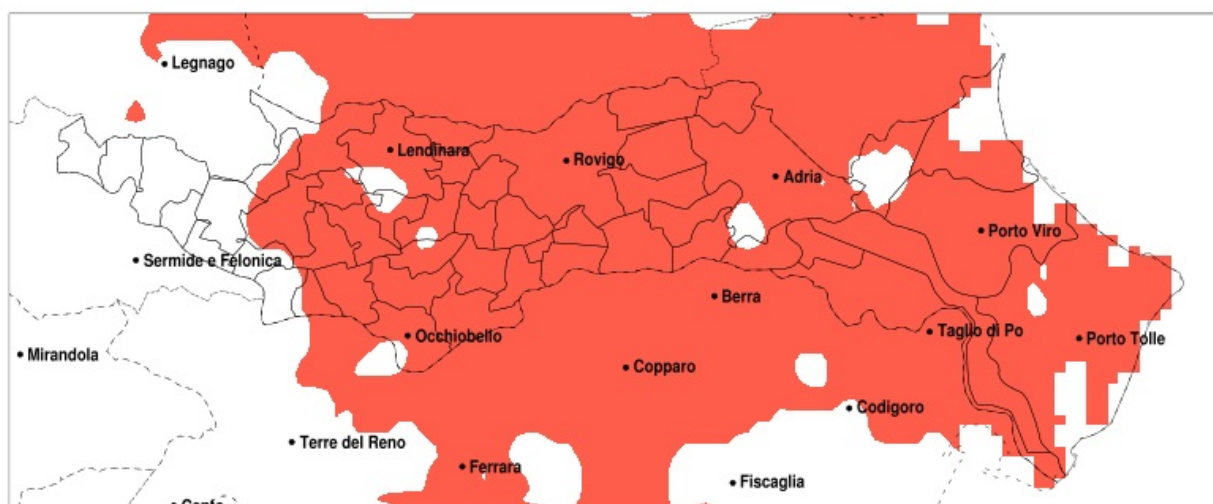 Legnago
Lendinara
Rovigo
Adria
Porto Viro
Sermide e Felonica
Berra
Occhiobello
Taglio di Po
Porto Tolle
Mirandola
Copparo
Codigoro
Terre del Reno
Ferrara
Fiscaglia